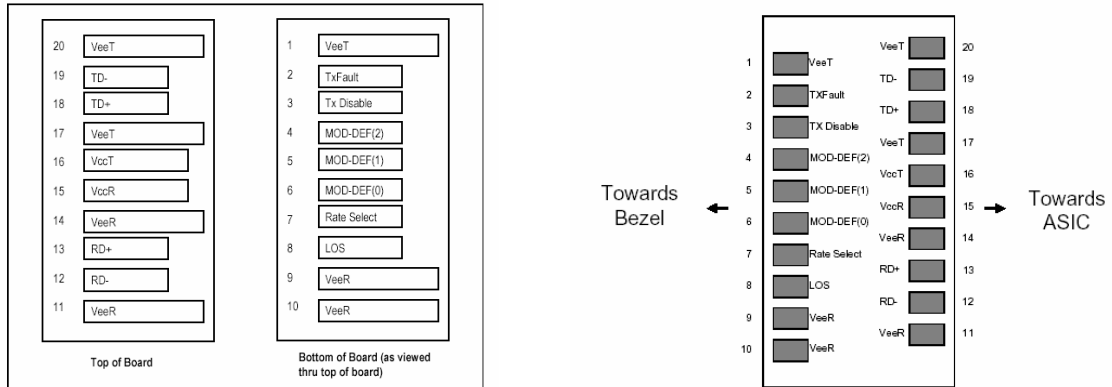 20 VeeT
19 TD-
18 TD+
17 VeeT
16 VccT
15 VccR
14 VeeR
13 RD+
12 RD-
11 VeeR
Top of Board
1 VeeT
2 TxFault
3 Tx Disable
4 MOD-DEF(2)
5 MOD-DEF(1)
6 MOD-DEF(0)
7 Rate Select
8 LOS
9 VeeR
10 VeeR
Bottom of Board (as viewed
thru top of board)
Towards
Bezel
1 VeeT
2 TXFault
3 TX Disable
4 MOD-DEF(2)
5 MOD-DEF(1)
6 MOD-DEF(0)
7 Rate Select
8 LOS
9 VeeR
10 VeeR
VeeT 20
TD- 19
TD+ 18
VeeT 17
VccT 16
VccR 15
VeeR 14
RD+ 13
RD- 12
VeeR 11
Towards
ASIC